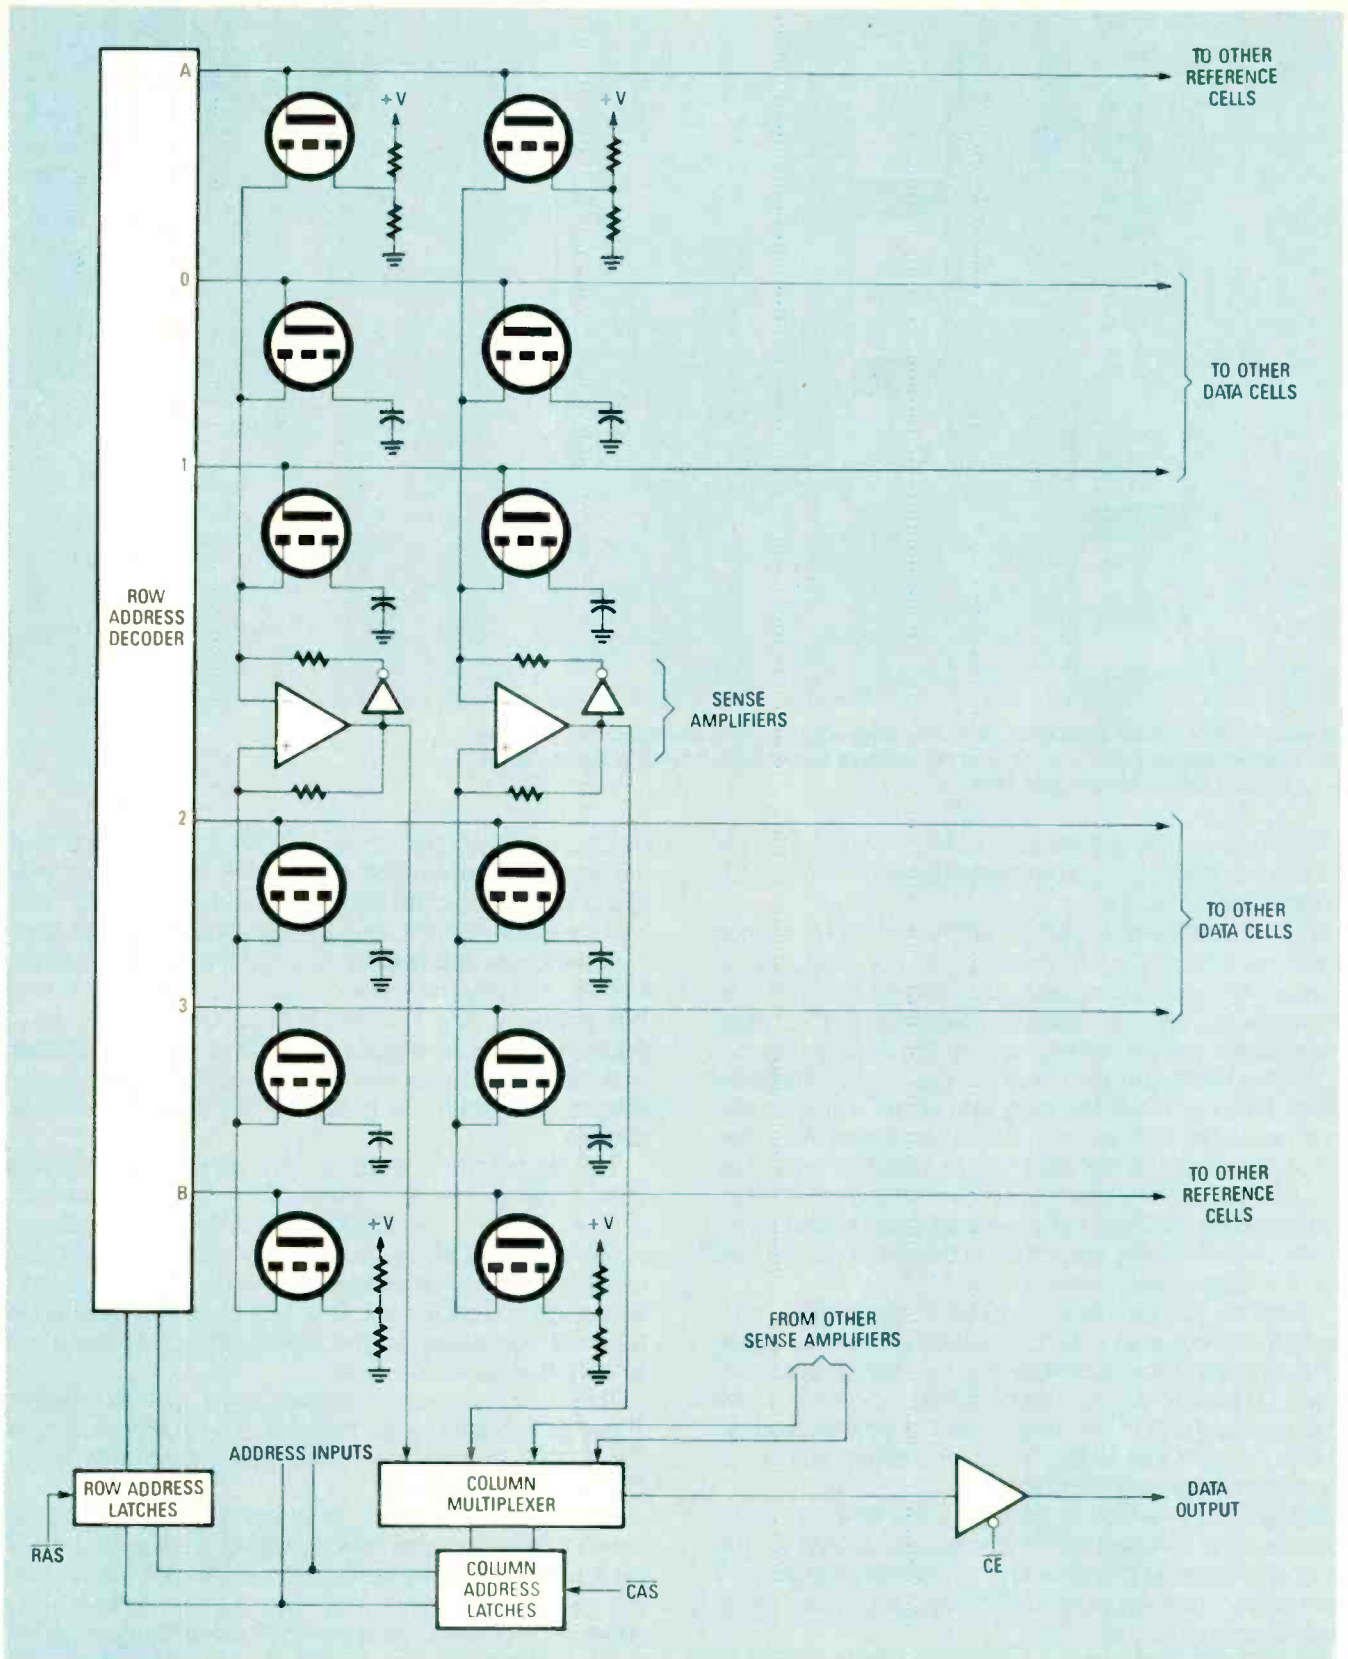 A
TO OTHER
REFERENCE
CELLS
+ V
+ V
0
TO OTHER
DATA CELLS
1
ROW
ADDRESS
DECODER
SENSE
AMPLIFIERS
+
+
2
TO OTHER
DATA CELLS
3
B
TO OTHER
REFERENCE
CELLS
+ V
+ V
FROM OTHER
SENSE AMPLIFIERS
ADDRESS INPUTS
ROW ADDRESS
LATCHES
RAS
COLUMN
MULTIPLEXER
DATA
OUTPUT
CE
COLUMN
ADDRESS
LATCHES
CAS